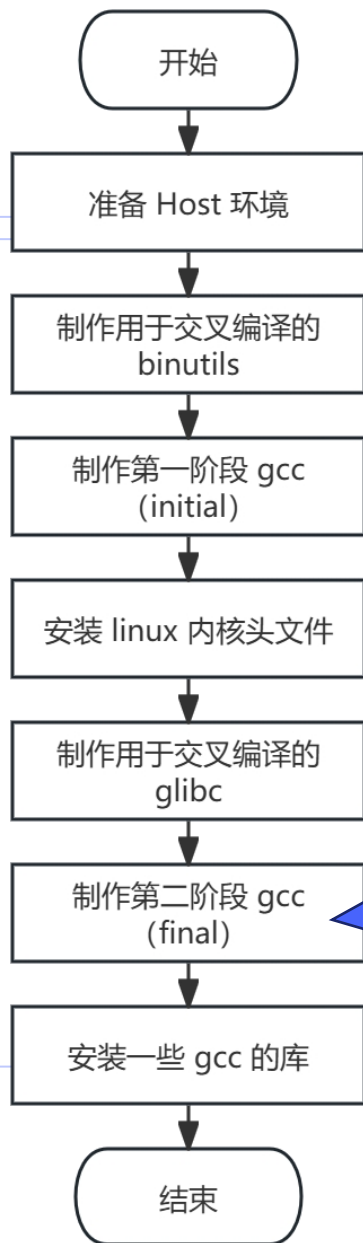 开始
准备 Host 环境
制作用于交叉编译的
binutils
制作第一阶段 gcc
（initial）
安装 linux 内核头文件
制作用于交叉编译的
glibc
制作第二阶段 gcc
（final）
安装一些 gcc 的库
结束